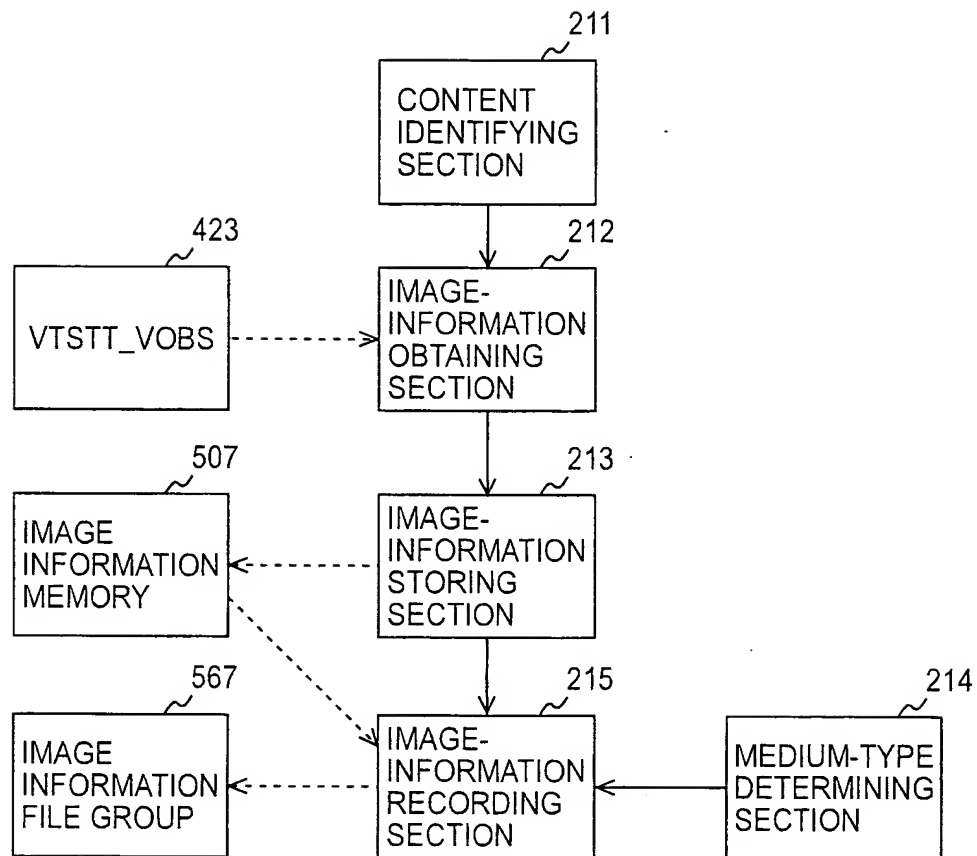 211
CONTENT
IDENTIFYING
SECTION
423
VTSTT_VOBS
212
IMAGE-
INFORMATION
OBTAINING
SECTION
507
IMAGE
INFORMATION
MEMORY
213
IMAGE-
INFORMATION
STORING
SECTION
567
IMAGE
INFORMATION
FILE GROUP
215
IMAGE-
INFORMATION
RECORDING
SECTION
214
MEDIUM-TYPE
DETERMINING
SECTION